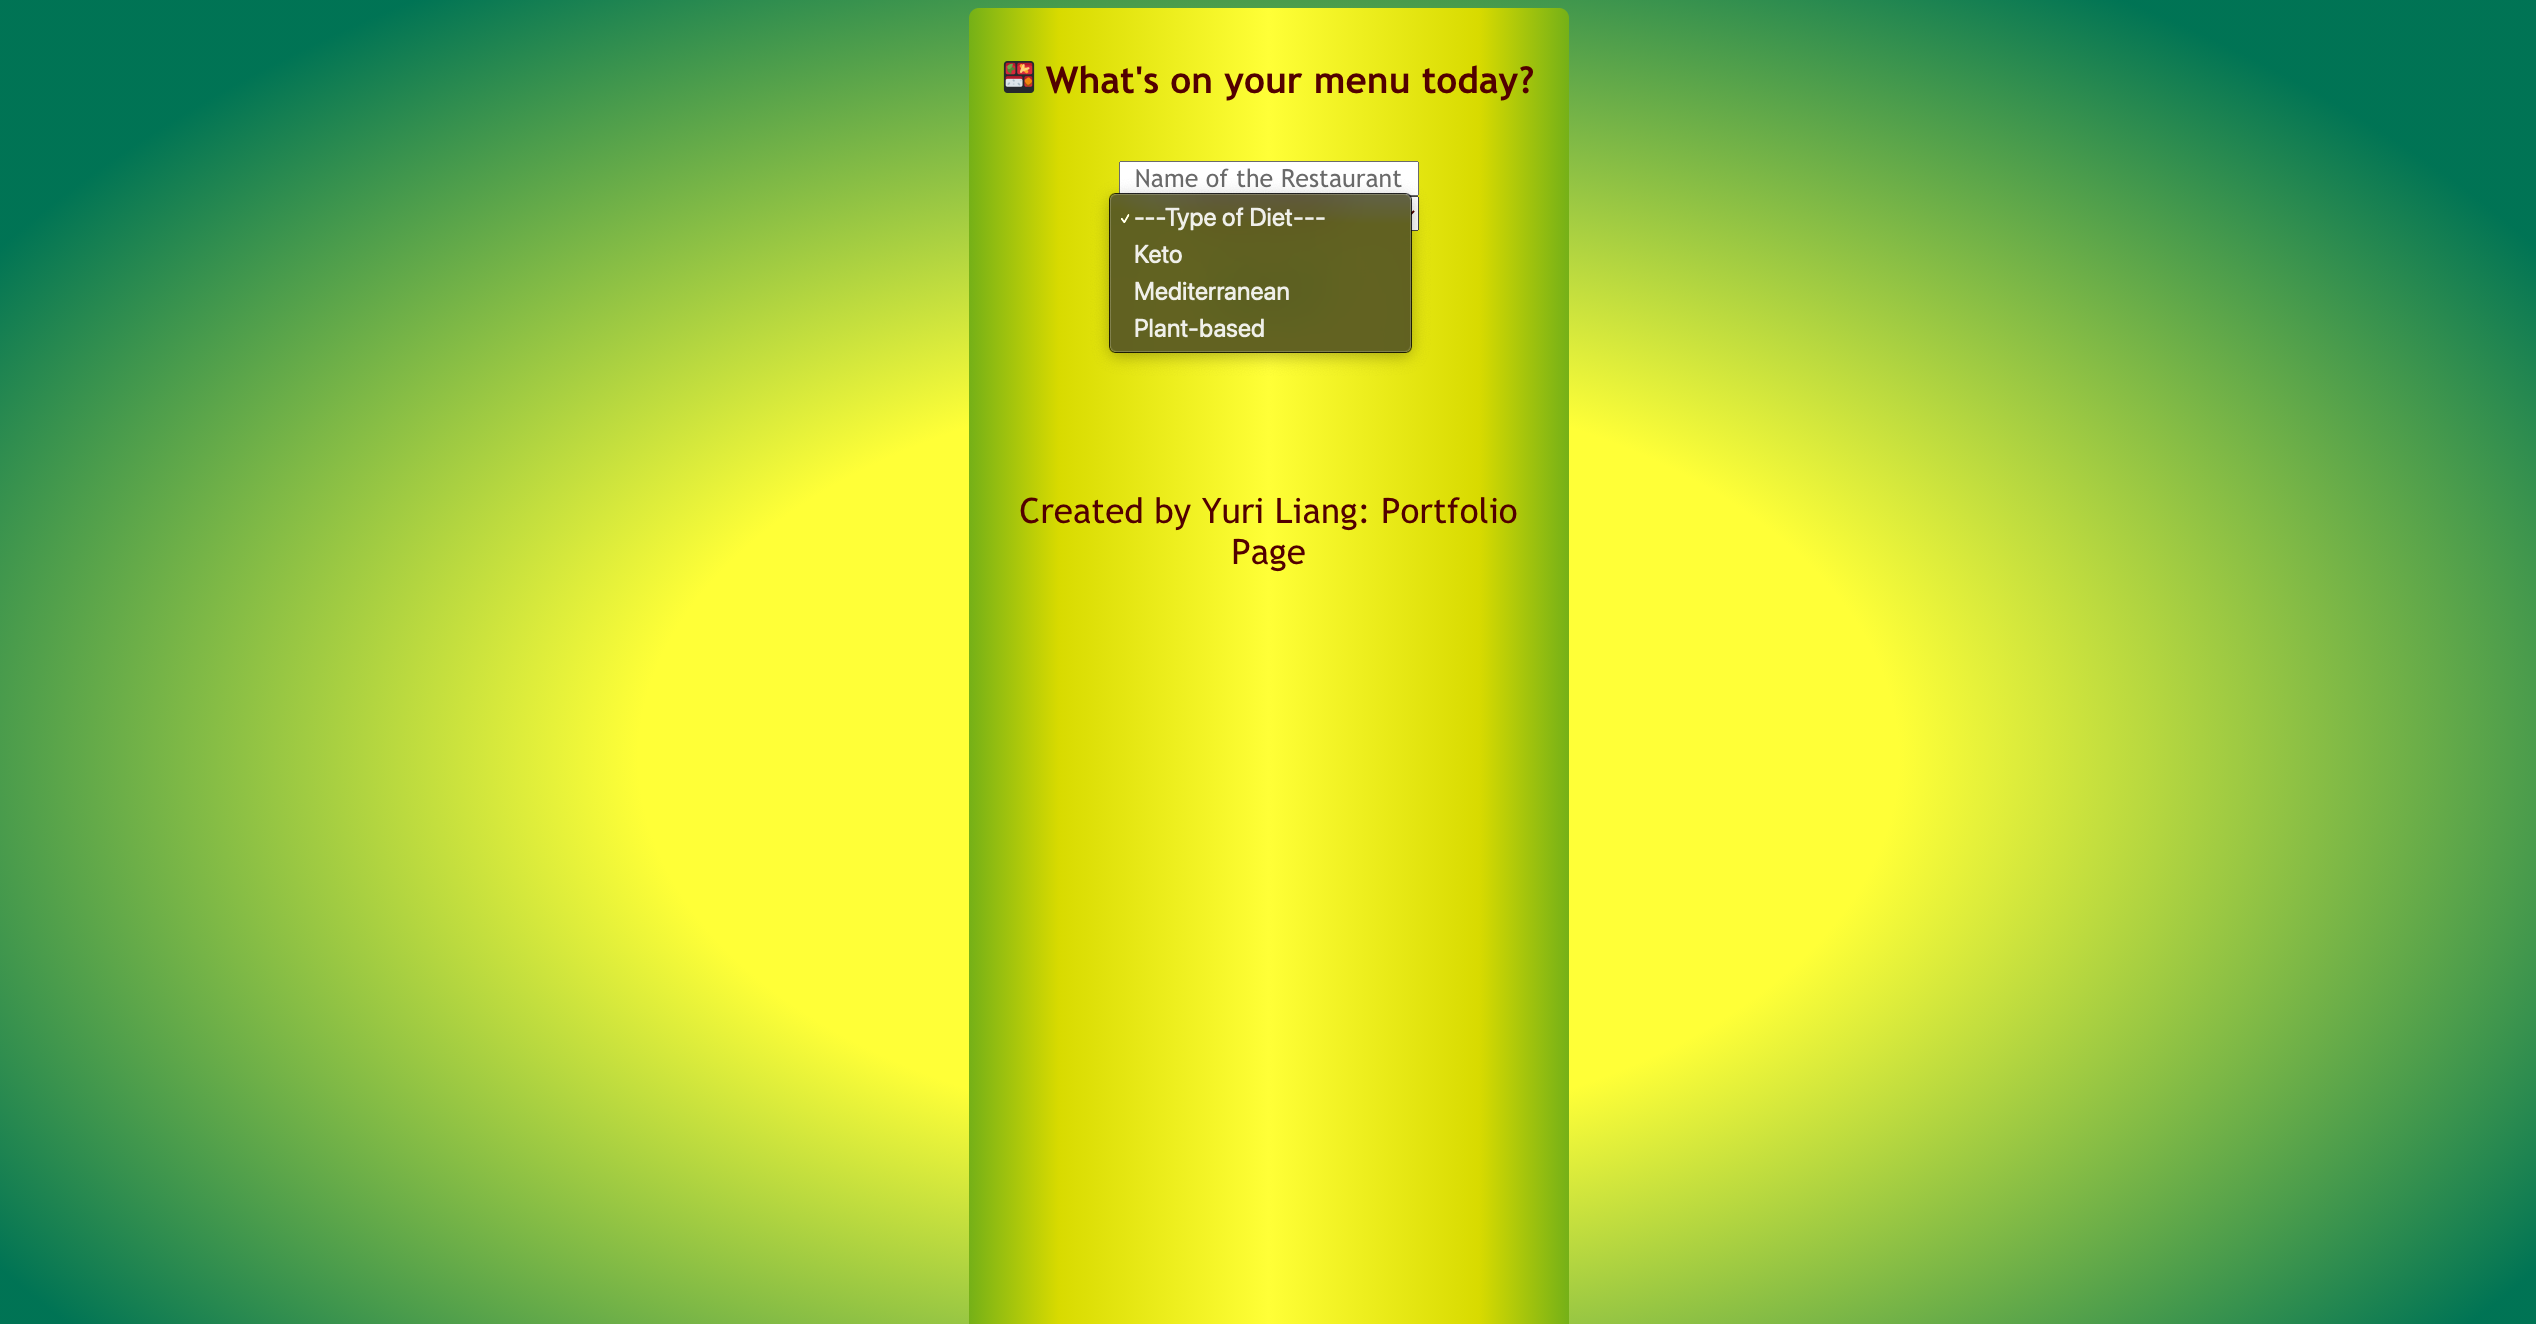 🍱 What's on your menu today?
Name of the Restaurant
✓ ---Type of Diet---
Keto
Mediterranean
Plant-based
Created by Yuri Liang: Portfolio
Page